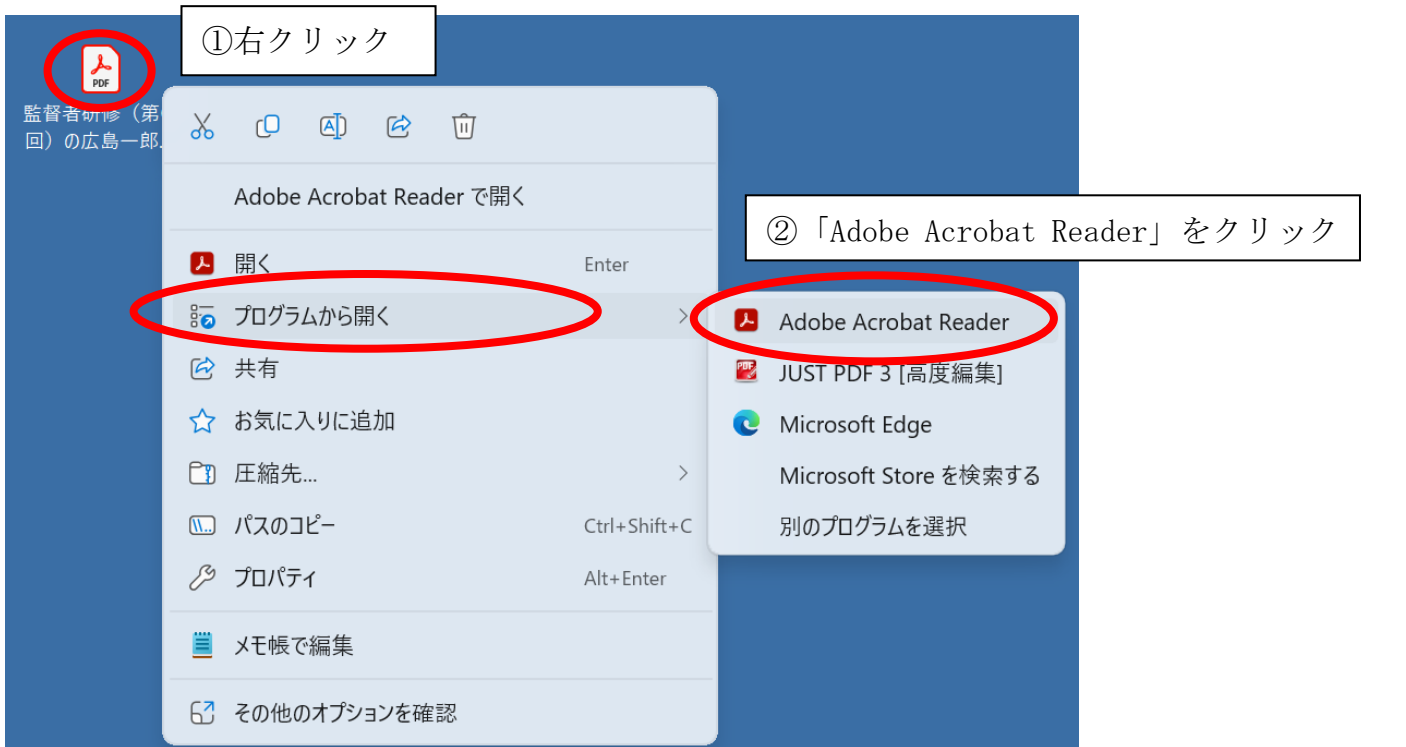 ①右クリック
PDF
監督者研修（第
回）の広島一郎.
Adobe Acrobat Reader で開く
開く Enter
プログラムから開く
共有
お気に入りに追加
圧縮先...
パスのコピー Ctrl+Shift+C
プロパティ Alt+Enter
メモ帳で編集
その他のオプションを確認
②「Adobe Acrobat Reader」をクリック
Adobe Acrobat Reader
JUST PDF 3 [高度編集]
Microsoft Edge
Microsoft Store を検索する
別のプログラムを選択